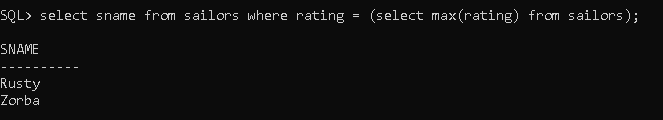 SQL> select sname from sailors where rating = (select max(rating) from sailors);
SNAME
----------
Rusty
Zorba